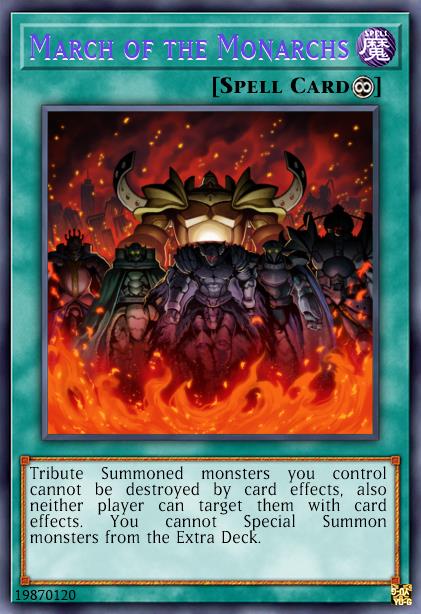 March of the Monarchs
SPELL
魔
[Spell Card]
Tribute Summoned monsters you control
cannot be destroyed by card effects, also
neither player can target them with card
effects. You cannot Special Summon
monsters from the Extra Deck.
19870120